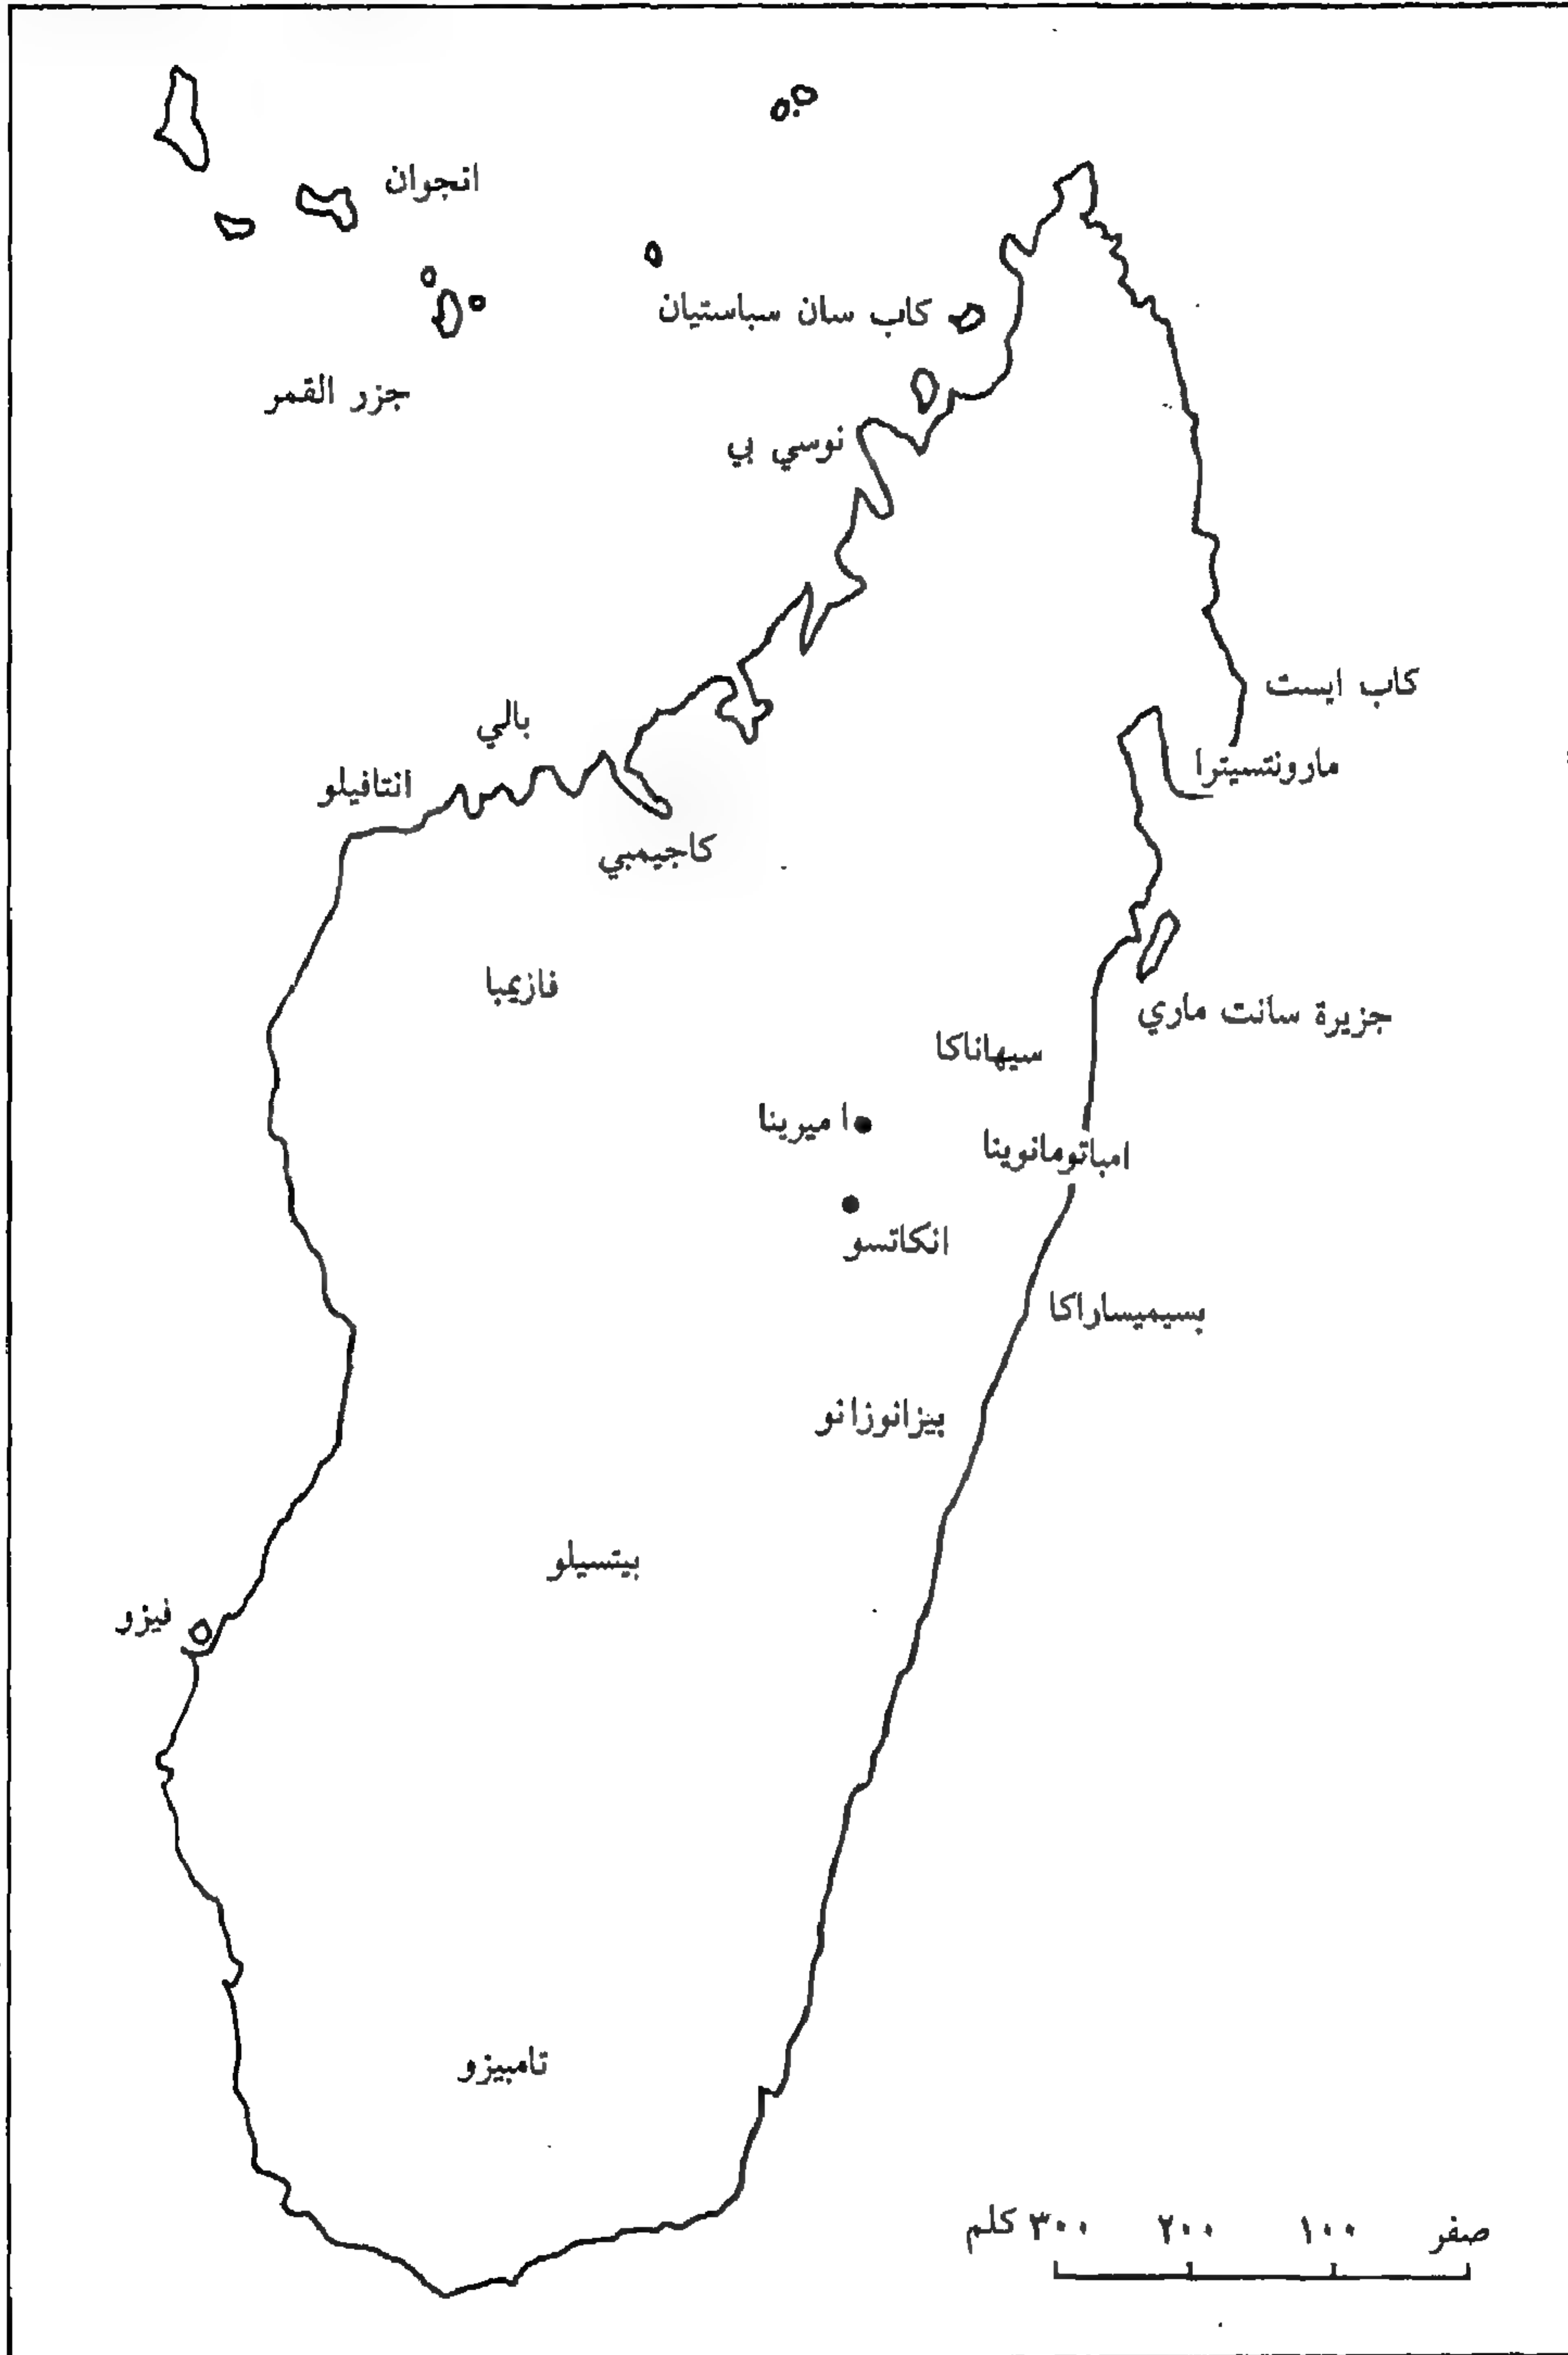 انجوان
كاب سان سباستيان
جزر القمر
نوسي بي
كاب ايست
بالي
مارونتسيترا
انتافيلو
كاجيمبي
فازيمبا
جزيرة سانت ماري
سيهاناكا
اميرينا
امباتومانوينا
انكاتسو
بسيميساراكا
بيزانوزانو
بيتسيلو
فيزو
تامبيزو
صفر ١٠٠ ٢٠٠ ٣٠٠ كلم